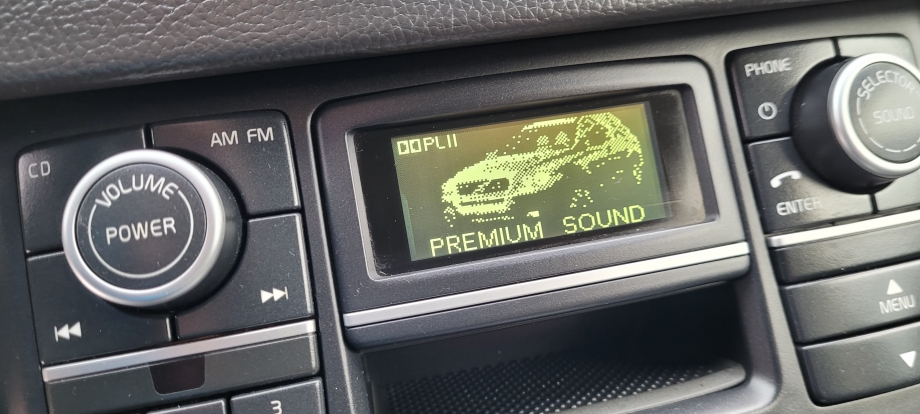 CD
AM FM
VOLUME
POWER
3
PLII
PREMIUM SOUND
PHONE
SELECTOR
SOUND
ENTER
MENU